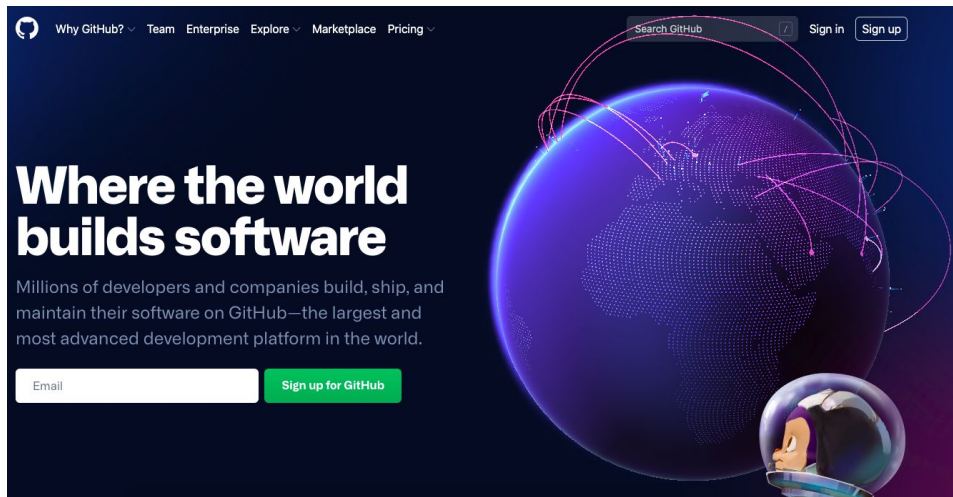 Why GitHub? Team Enterprise Explore Marketplace Pricing Search GitHub / Sign in Sign up
Where the world
builds software
Millions of developers and companies build, ship, and
maintain their software on GitHub—the largest and
most advanced development platform in the world.
Email Sign up for GitHub